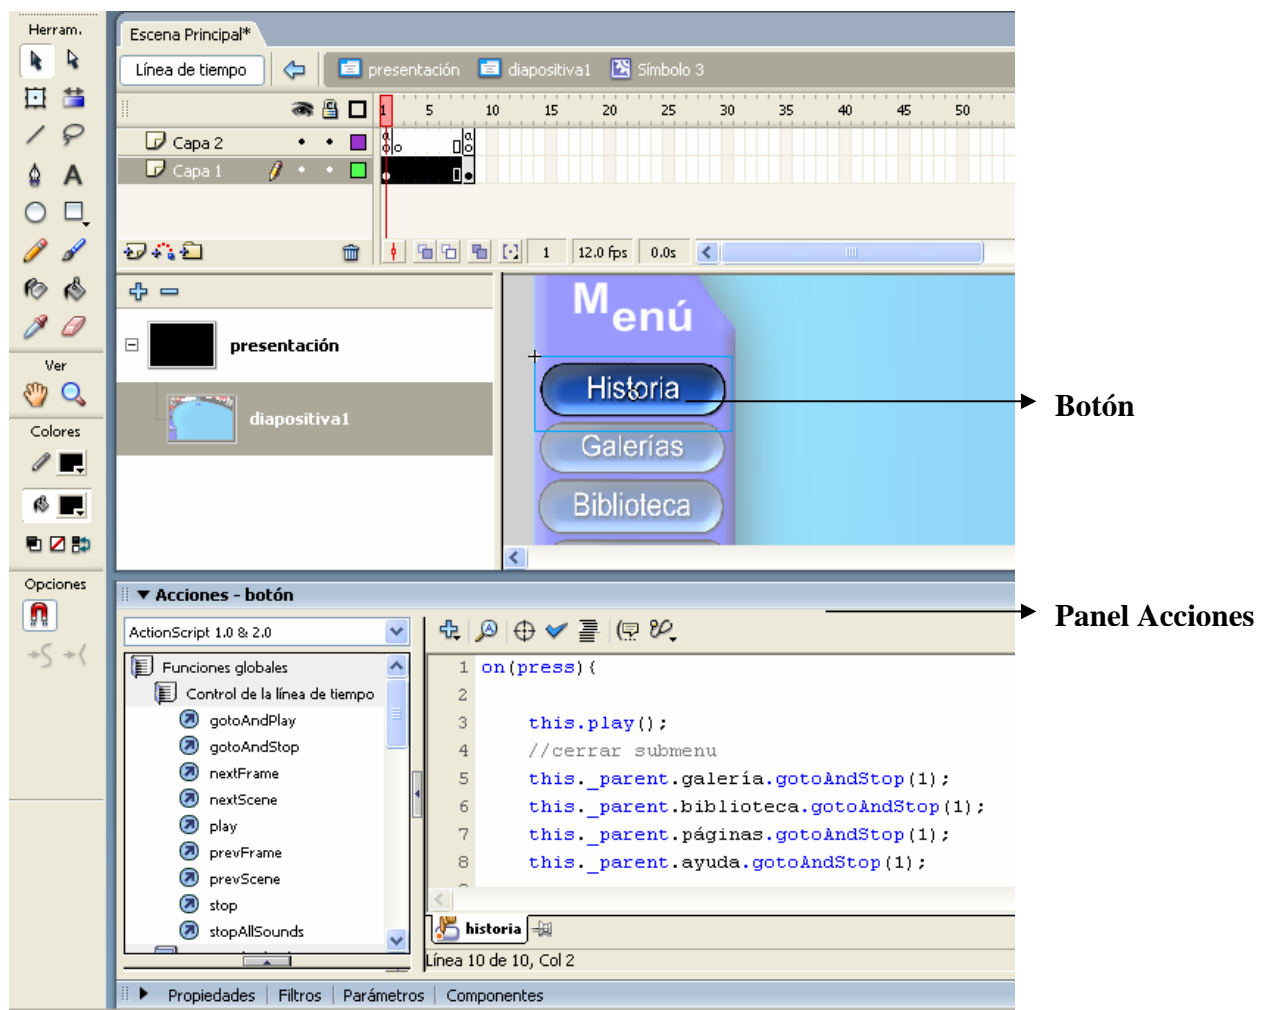 Herram.
Escena Principal*
Línea de tiempo
presentación diapositiva1 Símbolo 3
1 5 10 15 20 25 30 35 40 45 50
Capa 2
Capa 1
1 12.0 fps 0.0s
Menú
presentación
diapositiva1
Historia
Galerías
Biblioteca
Botón
Ver
Colores
Opciones
Acciones - botón
Panel Acciones
ActionScript 1.0 & 2.0
Funciones globales
Control de la línea de tiempo
gotoAndPlay
gotoAndStop
nextFrame
nextScene
play
prevFrame
prevScene
stop
stopAllSounds
1 on(press){
2
3 this.play();
4 //cerrar submenu
5 this._parent.galería.gotoAndStop(1);
6 this._parent.biblioteca.gotoAndStop(1);
7 this._parent.páginas.gotoAndStop(1);
8 this._parent.ayuda.gotoAndStop(1);
historia
Línea 10 de 10, Col 2
Propiedades Filtros Parámetros Componentes